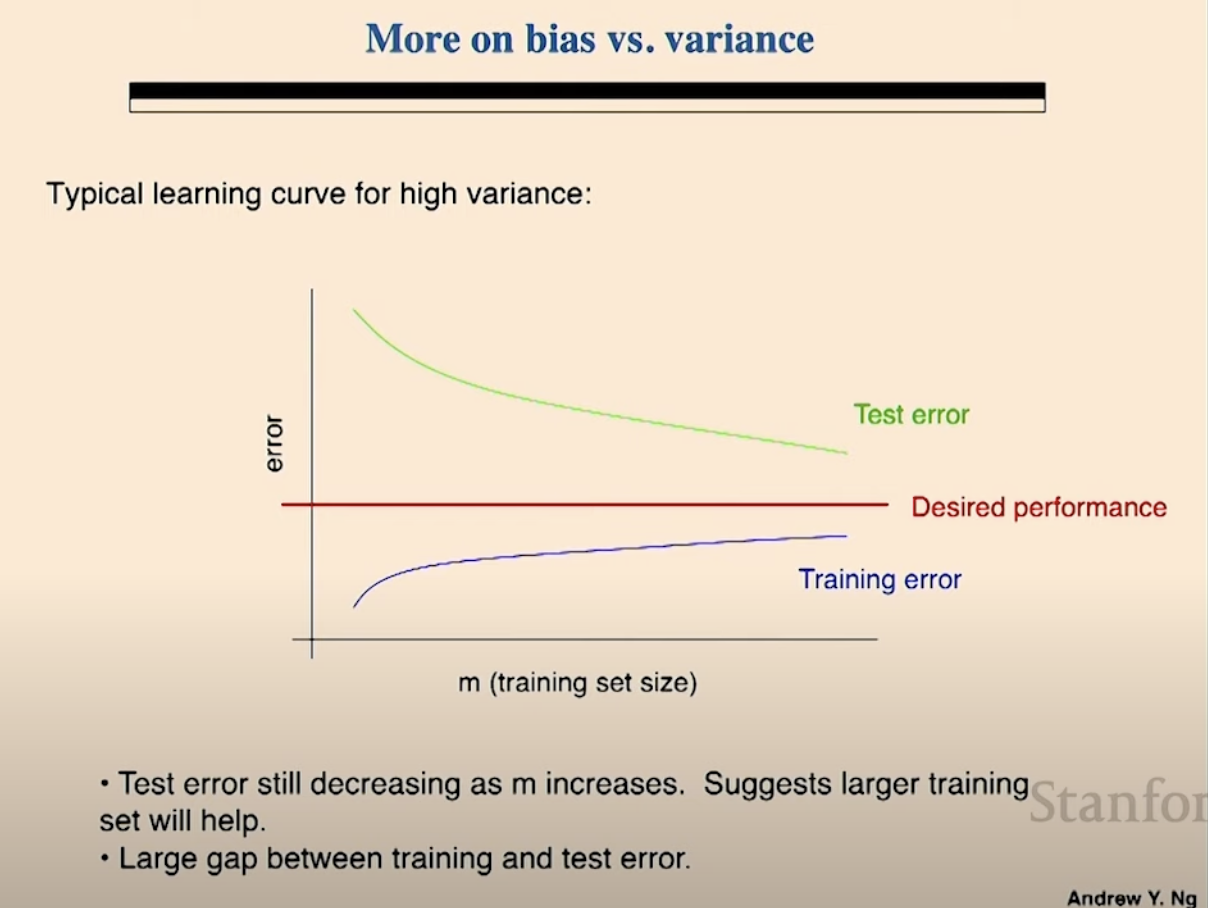 More on bias vs. variance
Typical learning curve for high variance:
error
Test error
Desired performance
Training error
m (training set size)
• Test error still decreasing as m increases.  Suggests larger training
set will help.
• Large gap between training and test error.
Stanfor
Andrew Y. Ng